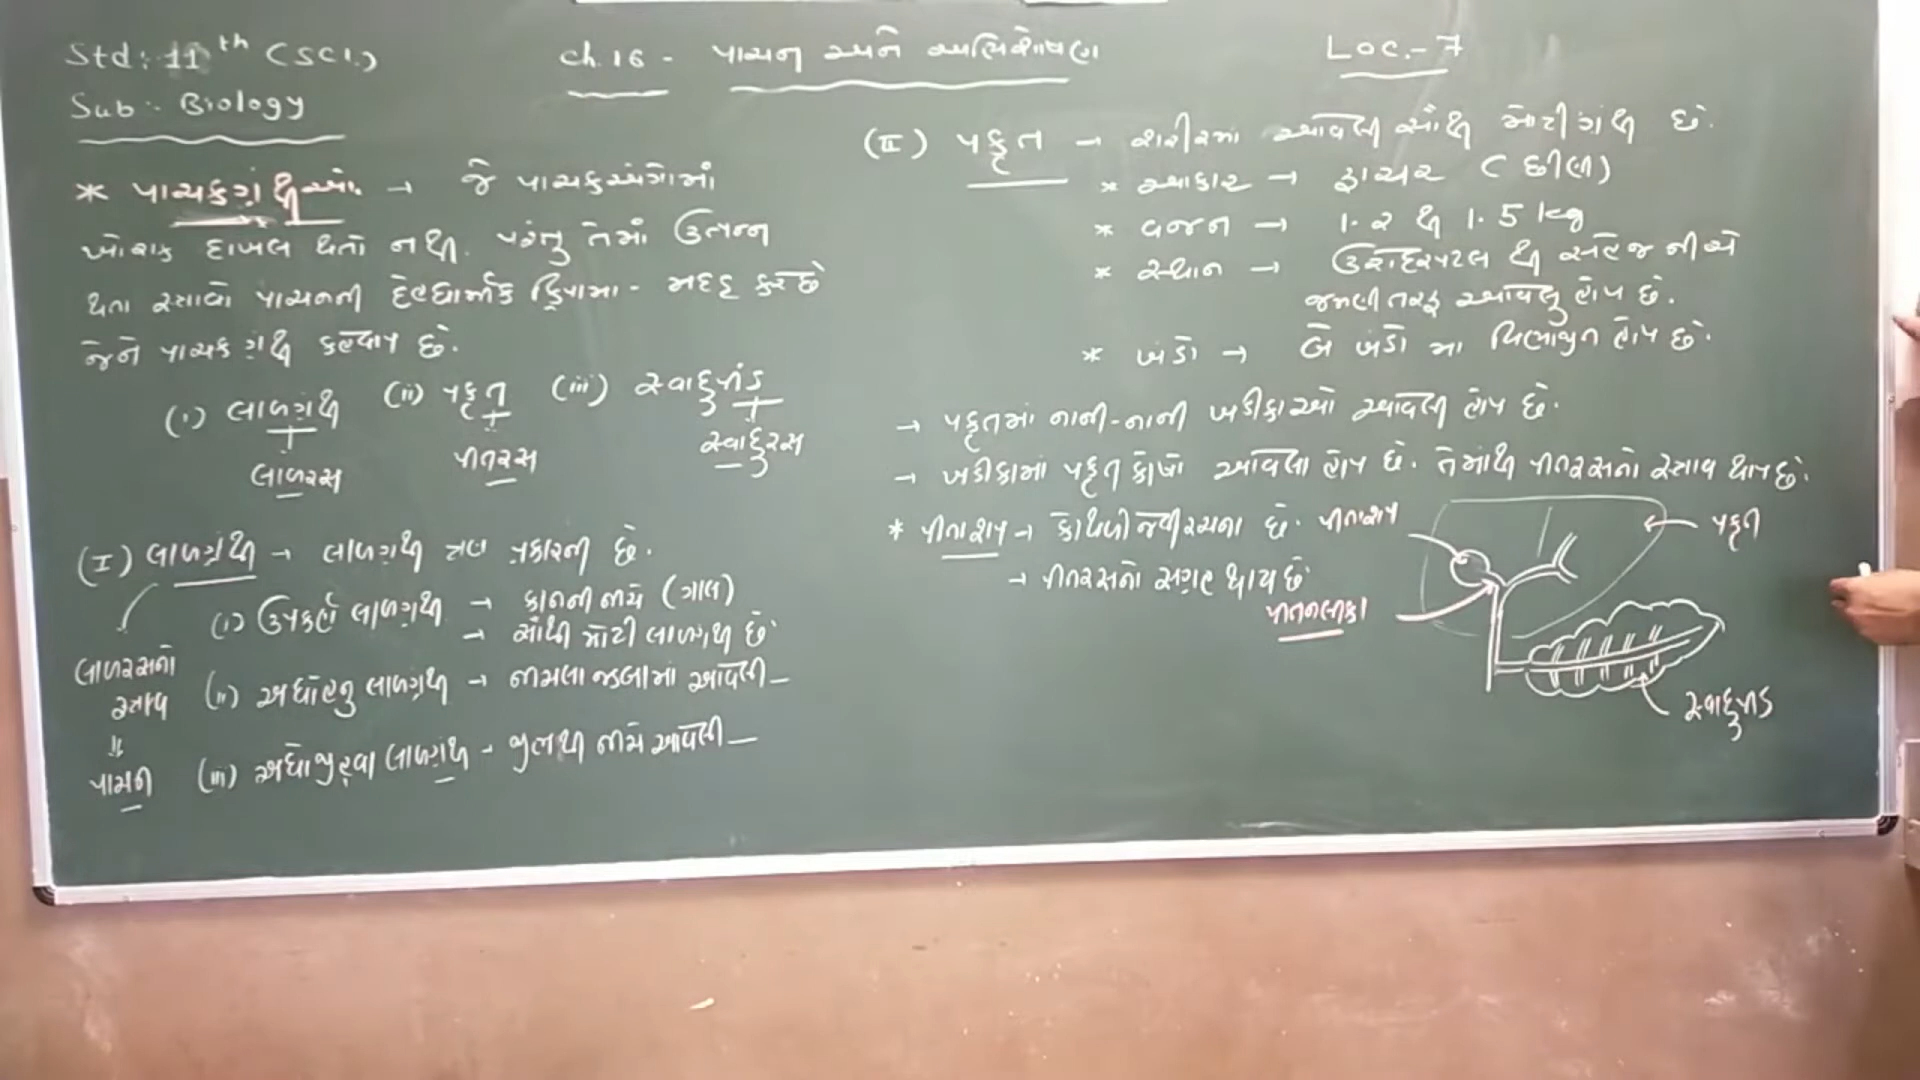 Std: 11th (SCI.)
Sub :- Biology
ch. 16 - પાચન અને અભિશોષણ
Loc. - 7
* પાચકગ્રંથીઓ. → જે પાચકઅંગોમાં
ખોરાક દાખલ થતો નથી. પરંતુ તેમાં ઉત્પન્ન
થતા સ્ત્રાવો પાચનની ક્રિયામા - મદદ કરે છે
જેને પાચક ગ્રંથી કહેવાય છે.
(i) લાળગ્રંથી (ii) યકૃત (iii) સ્વાદુપીંડ
લાળરસ પીતરસ સ્વાદુરસ
(I) લાળગ્રંથી → લાળગ્રંથી ત્રણ પ્રકારની છે.
(i) ઉપકર્ણ લાળગ્રંથી → કાનની નીચે (ગાલ)
→ સૌથી મોટી લાળગ્રંથી છે
(ii) અધોહનુ લાળગ્રંથી → નીચલા જડબામાં આવેલી -
(iii) અધોજીહ્વા લાળગ્રંથી - જીભથી નીચે આવેલી -
લાળરસનો
સ્ત્રાવ
⇓
પાચન
(II) યકૃત → શરીરમાં આવેલી સૌથી મોટી ગ્રંથી છે.
* આકાર → ફાચર (છીણી)
* વજન → 1.2 થી 1.5 kg
* સ્થાન → ઉરોદરપટલ થી સહેજ નીચે
જમણી તરફ આવેલુ હોય છે.
* ખંડો → બે ખંડો મા વિભાજીત હોય છે.
→ યકૃતમાં નાની-નાની ખંડીકાઓ આવેલી હોય છે.
→ ખંડીકામાં યકૃત કોષો આવેલા હોય છે. તેમાંથી પીતરસનો સ્ત્રાવ થાય છે.
* પીતાશય → કોથળી જેવી રચના છે.
→ પીતરસનો સંગ્રહ થાય છે
પીતાશય
યકૃત
પીતનલીકા
સ્વાદુપીંડ